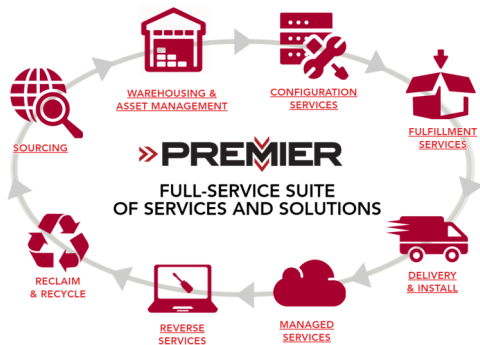 WAREHOUSING &
ASSET MANAGEMENT
CONFIGURATION
SERVICES
SOURCING
FULFILLMENT
SERVICES
PREMIER
FULL-SERVICE SUITE
OF SERVICES AND SOLUTIONS
RECLAIM
& RECYCLE
DELIVERY
& INSTALL
REVERSE
SERVICES
MANAGED
SERVICES